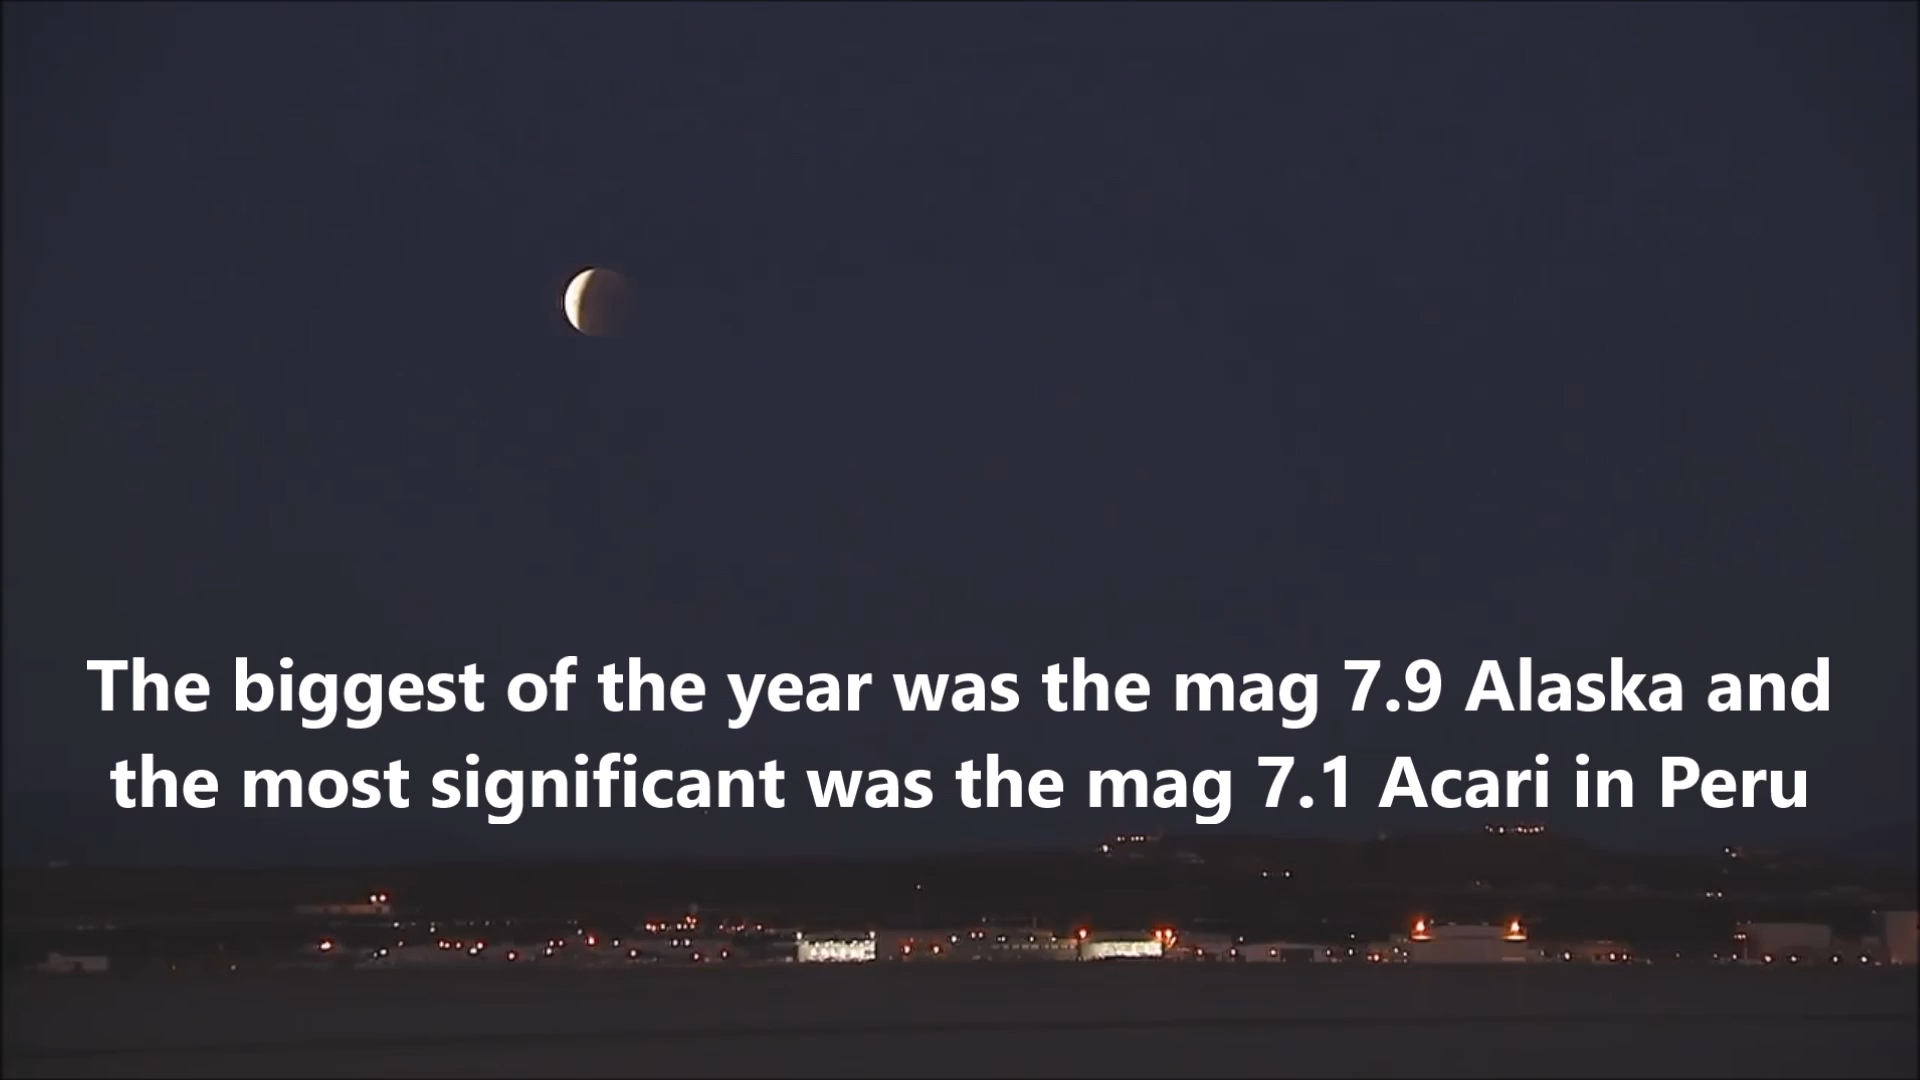 The biggest of the year was the mag 7.9 Alaska and
the most significant was the mag 7.1 Acari in Peru